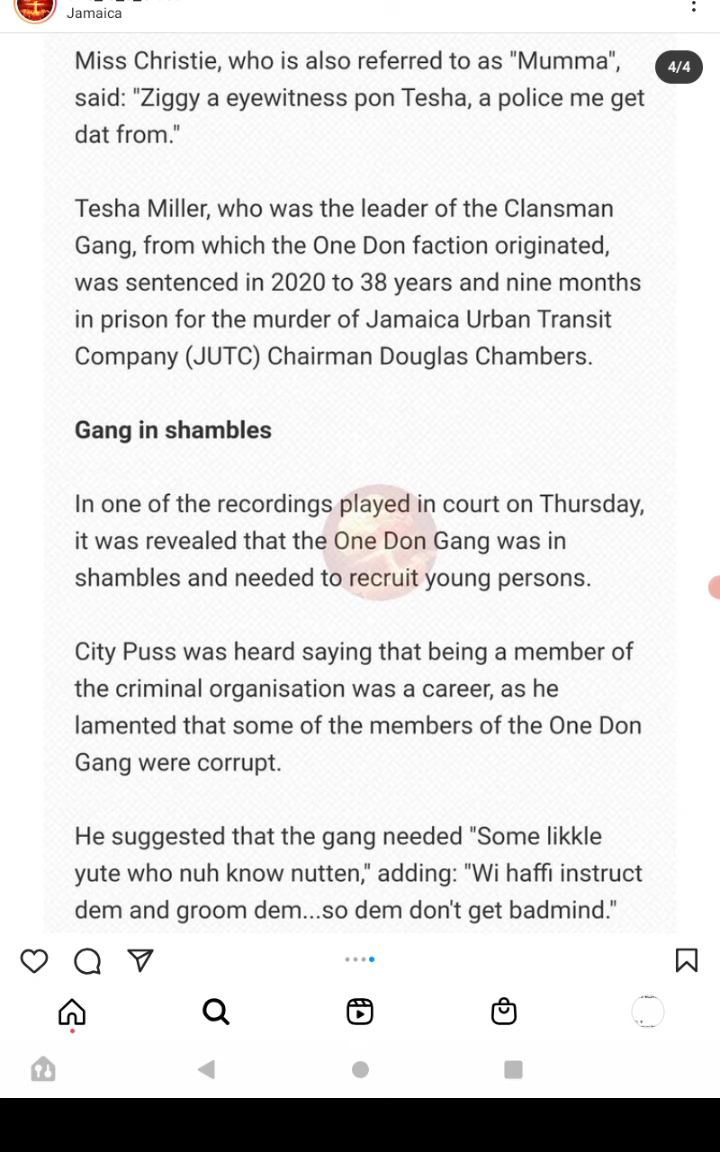 Jamaica
4/4
Miss Christie, who is also referred to as "Mumma",
said: "Ziggy a eyewitness pon Tesha, a police me get
dat from."
Tesha Miller, who was the leader of the Clansman
Gang, from which the One Don faction originated,
was sentenced in 2020 to 38 years and nine months
in prison for the murder of Jamaica Urban Transit
Company (JUTC) Chairman Douglas Chambers.
Gang in shambles
In one of the recordings played in court on Thursday,
it was revealed that the One Don Gang was in
shambles and needed to recruit young persons.
City Puss was heard saying that being a member of
the criminal organisation was a career, as he
lamented that some of the members of the One Don
Gang were corrupt.
He suggested that the gang needed "Some likkle
yute who nuh know nutten," adding: "Wi haffi instruct
dem and groom dem...so dem don't get badmind."